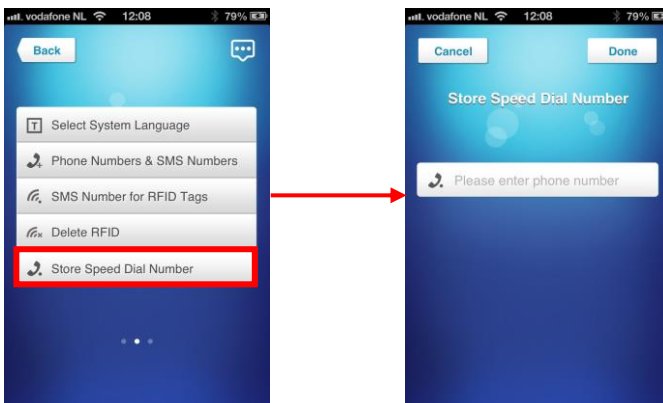 vodafone NL 12:08 79%
Back
Select System Language
Phone Numbers & SMS Numbers
SMS Number for RFID Tags
Delete RFID
Store Speed Dial Number
vodafone NL 12:08 79%
Cancel Done
Store Speed Dial Number
Please enter phone number